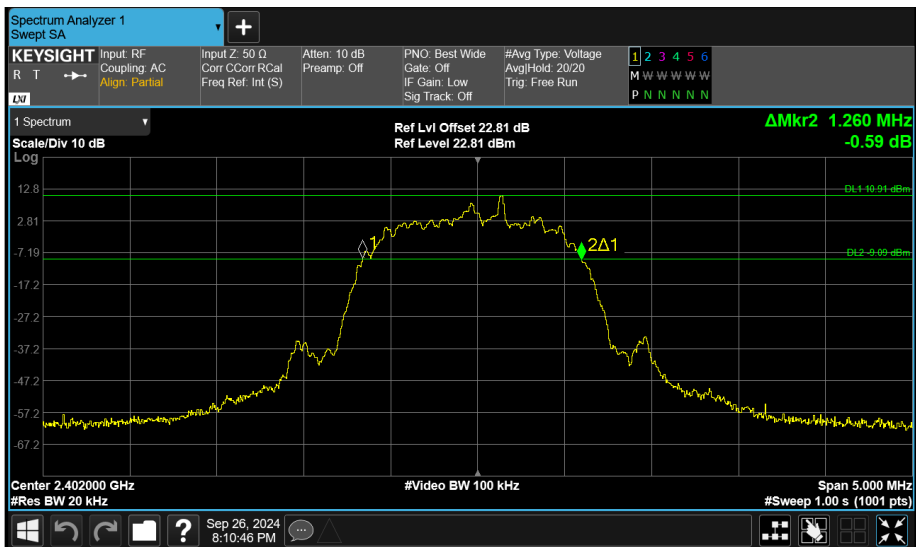 Spectrum Analyzer 1
Swept SA
+
KEYSIGHT
R T
LXI
Input: RF
Coupling: AC
Align: Partial
Input Z: 50 Ω
Corr CCorr RCal
Freq Ref: Int (S)
Atten: 10 dB
Preamp: Off
PNO: Best Wide
Gate: Off
IF Gain: Low
Sig Track: Off
#Avg Type: Voltage
Avg|Hold: 20/20
Trig: Free Run
1 2 3 4 5 6
M W W W W W
P N N N N N
1 Spectrum
Scale/Div 10 dB
Ref Lvl Offset 22.81 dB
Ref Level 22.81 dBm
ΔMkr2 1.260 MHz
-0.59 dB
Log
12.8
DL1 10.91 dBm
2.81
1
2Δ1
-7.19
DL2 -9.09 dBm
-17.2
-27.2
-37.2
-47.2
-57.2
-67.2
Center 2.402000 GHz
#Video BW 100 kHz
Span 5.000 MHz
#Res BW 20 kHz
#Sweep 1.00 s (1001 pts)
?
Sep 26, 2024
8:10:46 PM